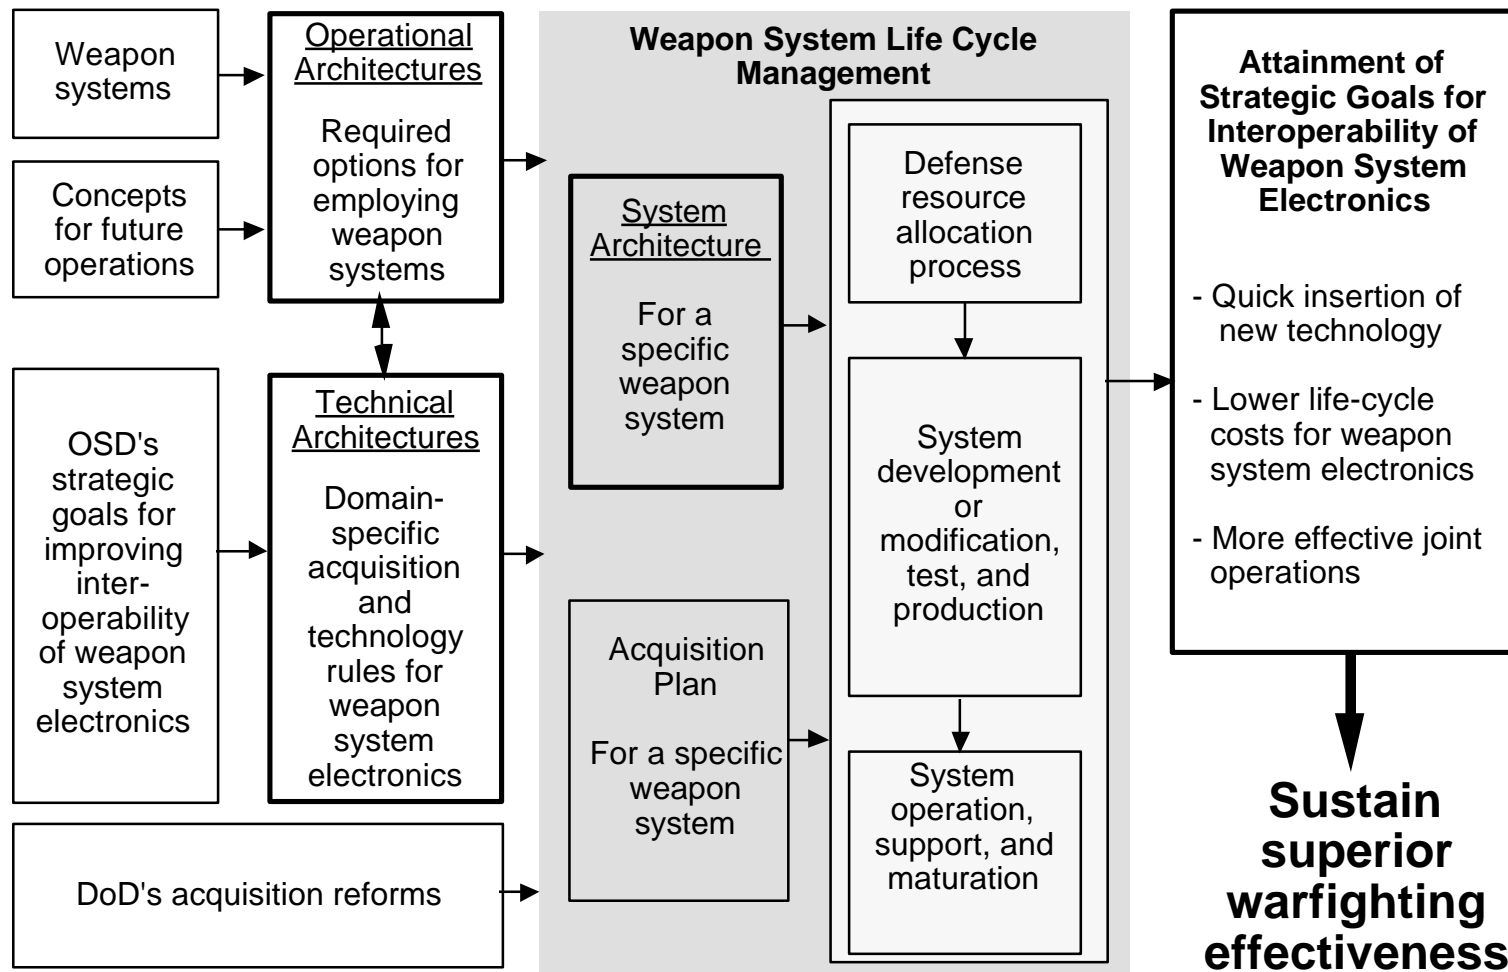 Weapon
systems
Concepts
for future
operations
OSD's
strategic
goals for
improving
inter-
operability
of weapon
system
electronics
DoD's acquisition reforms
Operational
Architectures
Required
options for
employing
weapon
systems
Technical
Architectures
Domain-
specific
acquisition
and
technology
rules for
weapon
system
electronics
Weapon System Life Cycle
Management
System
Architecture
For a
specific
weapon
system
Acquisition
Plan
For a specific
weapon
system
Defense
resource
allocation
process
System
development
or
modification,
test, and
production
System
operation,
support, and
maturation
Attainment of
Strategic Goals for
Interoperability of
Weapon System
Electronics
- Quick insertion of
new technology
- Lower life-cycle
costs for weapon
system electronics
- More effective joint
operations
Sustain
superior
warfighting
effectiveness